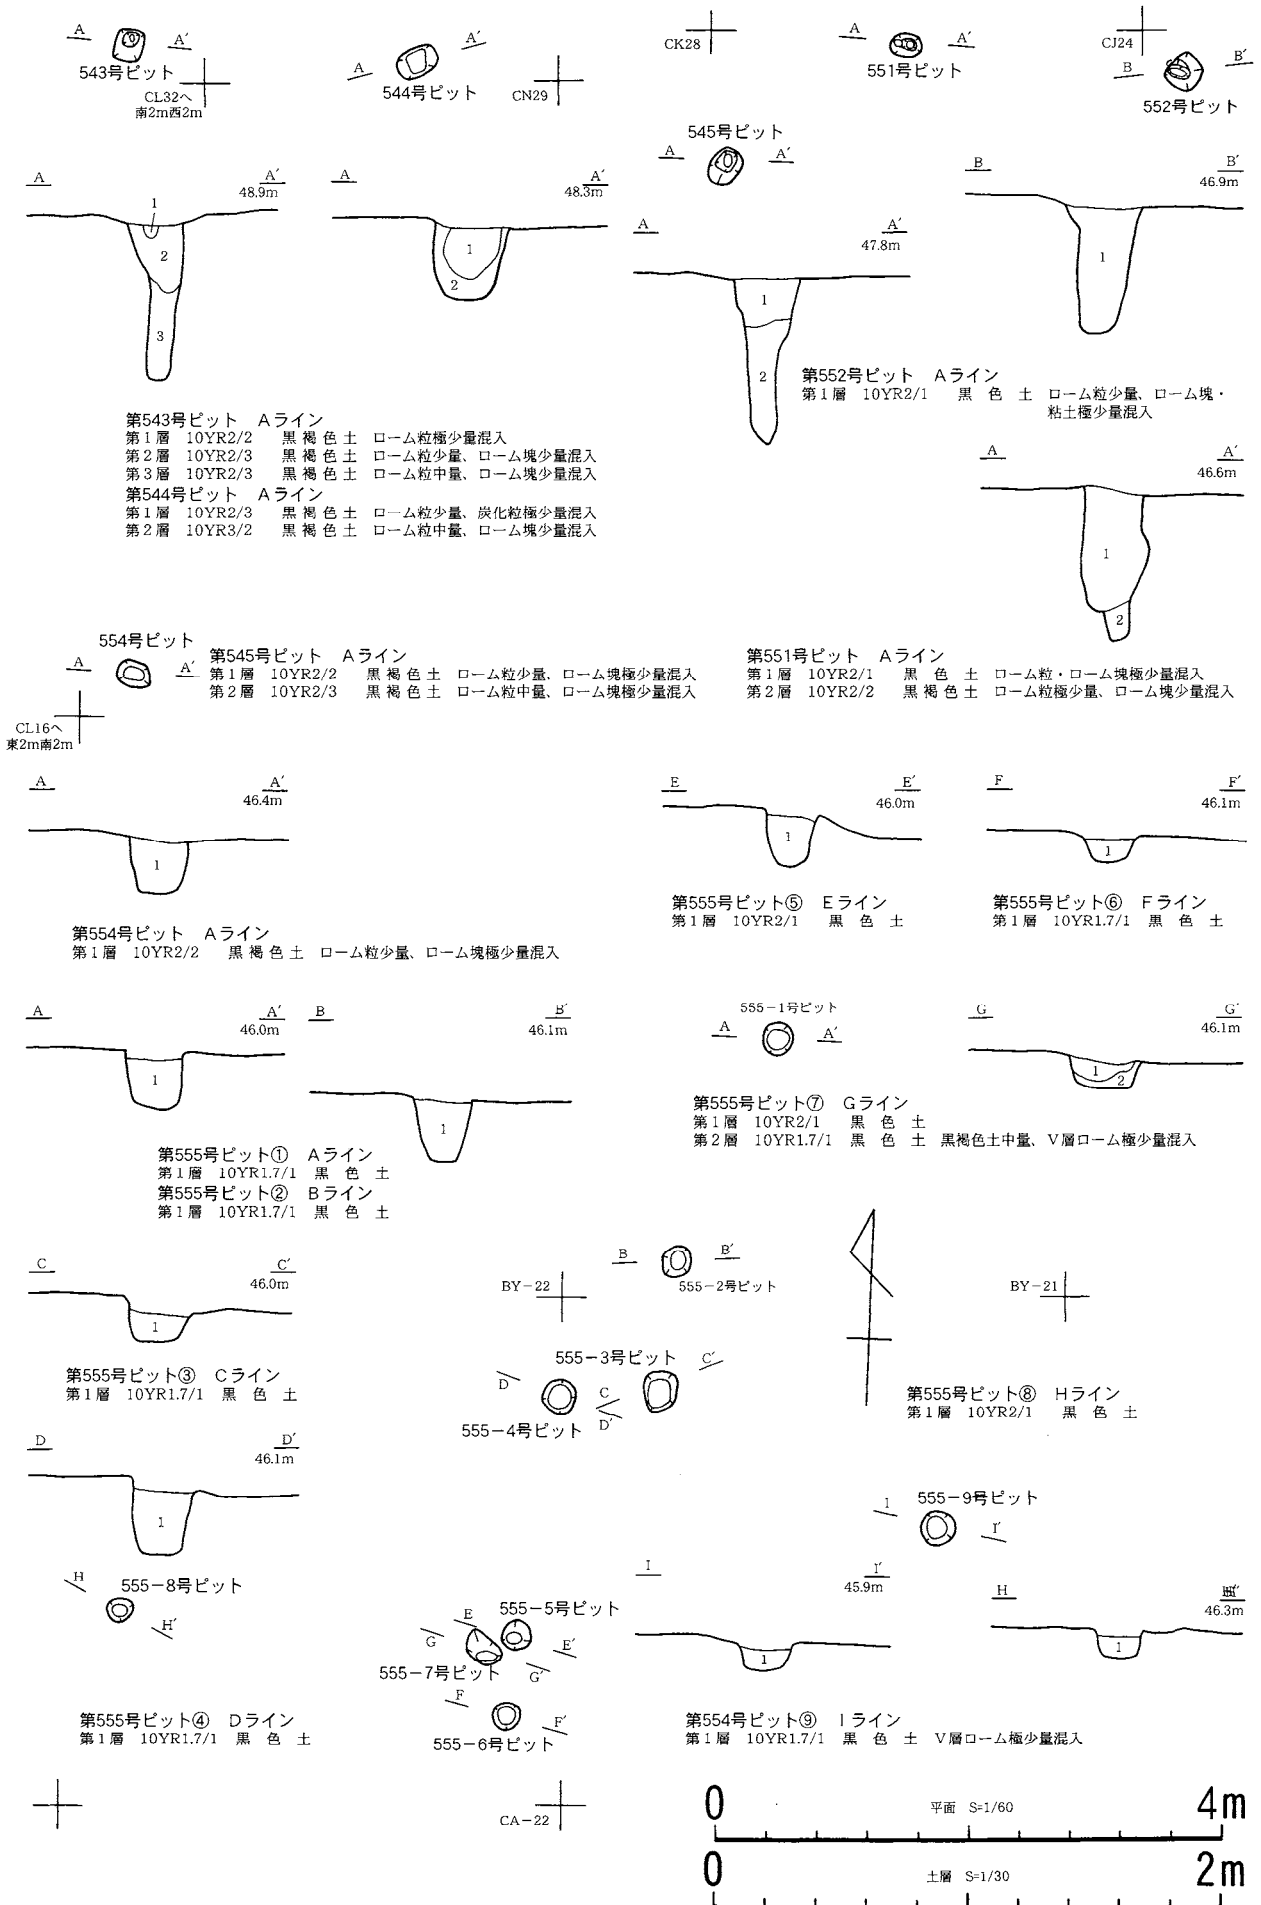 A A′
543号ピット
CL32へ
南2m西2m
A A′
544号ピット
CN29
CK28
A A′
551号ピット
CJ24
B B′
552号ピット
545号ピット
A A′
A A′
48.9m
1
2
3
A A′
48.3m
1
2
A A′
47.8m
1
2
B B′
46.9m
1
第552号ピット Aライン
第1層 10YR2/1 黒色土 ローム粒少量、ローム塊・
粘土極少量混入
第543号ピット Aライン
第1層 10YR2/2 黒褐色土 ローム粒極少量混入
第2層 10YR2/3 黒褐色土 ローム粒少量、ローム塊少量混入
第3層 10YR2/3 黒褐色土 ローム粒中量、ローム塊少量混入
第544号ピット Aライン
第1層 10YR2/3 黒褐色土 ローム粒少量、炭化粒極少量混入
第2層 10YR3/2 黒褐色土 ローム粒中量、ローム塊少量混入
A A′
46.6m
1
2
554号ピット
A A′
CL16へ
東2m南2m
第545号ピット Aライン
第1層 10YR2/2 黒褐色土 ローム粒少量、ローム塊極少量混入
第2層 10YR2/3 黒褐色土 ローム粒中量、ローム塊極少量混入
第551号ピット Aライン
第1層 10YR2/1 黒色土 ローム粒・ローム塊極少量混入
第2層 10YR2/2 黒褐色土 ローム粒極少量、ローム塊少量混入
A A′
46.4m
1
第554号ピット Aライン
第1層 10YR2/2 黒褐色土 ローム粒少量、ローム塊極少量混入
E E′
46.0m
1
第555号ピット⑤ Eライン
第1層 10YR2/1 黒色土
F F′
46.1m
1
第555号ピット⑥ Fライン
第1層 10YR1.7/1 黒色土
A A′
46.0m
1
B B′
46.1m
1
第555号ピット① Aライン
第1層 10YR1.7/1 黒色土
第555号ピット② Bライン
第1層 10YR1.7/1 黒色土
555-1号ピット
A A′
G G′
46.1m
1
2
第555号ピット⑦ Gライン
第1層 10YR2/1 黒色土
第2層 10YR1.7/1 黒色土 黒褐色土中量、V層ローム極少量混入
C C′
46.0m
1
第555号ピット③ Cライン
第1層 10YR1.7/1 黒色土
B B′
555-2号ピット
BY-22
BY-21
555-3号ピット
C C′
D D′
555-4号ピット
第555号ピット⑧ Hライン
第1層 10YR2/1 黒色土
D D′
46.1m
1
H H′
555-8号ピット
第555号ピット④ Dライン
第1層 10YR1.7/1 黒色土
E E′
555-5号ピット
G G′
555-7号ピット
F F′
555-6号ピット
CA-22
I I′
555-9号ピット
I I′
45.9m
1
H
46.3m
1
第554号ピット⑨ Iライン
第1層 10YR1.7/1 黒色土 V層ローム極少量混入
0 平面 S=1/60 4m
0 土層 S=1/30 2m